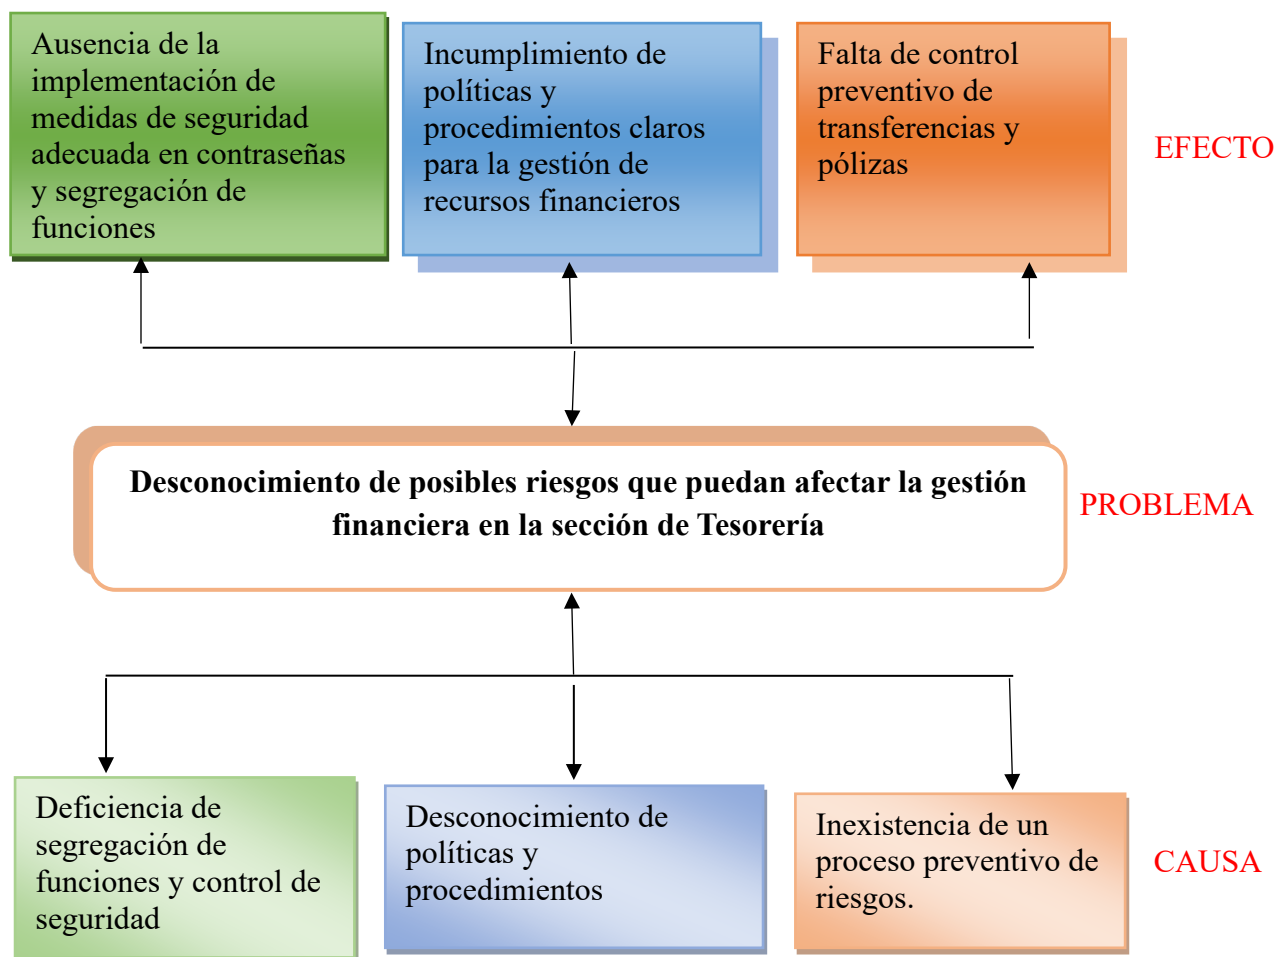 Ausencia de la
implementación de
medidas de seguridad
adecuada en contraseñas
y segregación de
funciones
Incumplimiento de
políticas y
procedimientos claros
para la gestión de
recursos financieros
Falta de control
preventivo de
transferencias y
pólizas
EFECTO
Desconocimiento de posibles riesgos que puedan afectar la gestión
financiera en la sección de Tesorería
PROBLEMA
Deficiencia de
segregación de
funciones y control de
seguridad
Desconocimiento de
políticas y
procedimientos
Inexistencia de un
proceso preventivo de
riesgos.
CAUSA